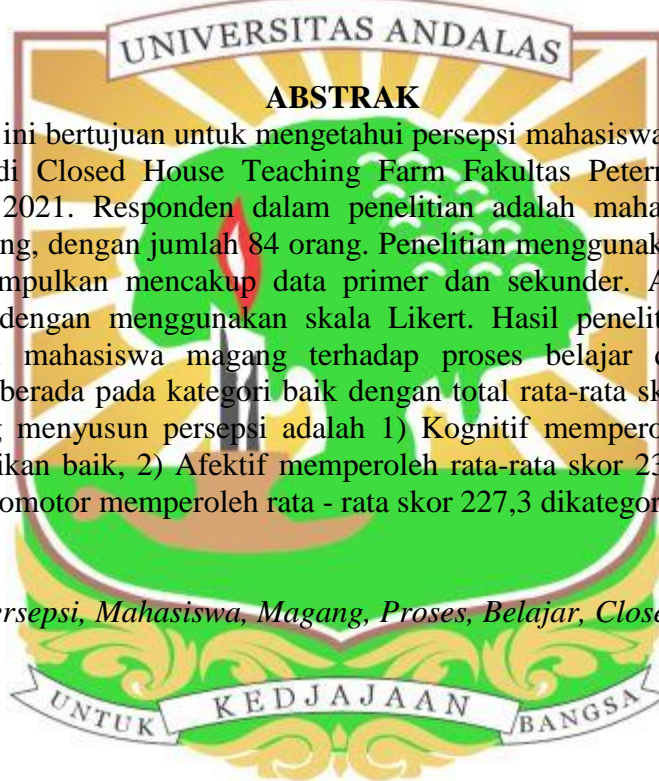 UNIVERSITAS ANDALAS
ABSTRAK
ini bertujuan untuk mengetahui persepsi mahasiswa
di Closed House Teaching Farm Fakultas Petern
2021. Responden dalam penelitian adalah maha
ng, dengan jumlah 84 orang. Penelitian menggunak
mpulkan mencakup data primer dan sekunder. A
dengan menggunakan skala Likert. Hasil penelit
mahasiswa magang terhadap proses belajar d
berada pada kategori baik dengan total rata-rata sk
menyusun persepsi adalah 1) Kognitif mempero
ikan baik, 2) Afektif memperoleh rata-rata skor 23
omotor memperoleh rata - rata skor 227,3 dikategor
ersepsi, Mahasiswa, Magang, Proses, Belajar, Close
UNTUK KEDJAJAAN BANGSA